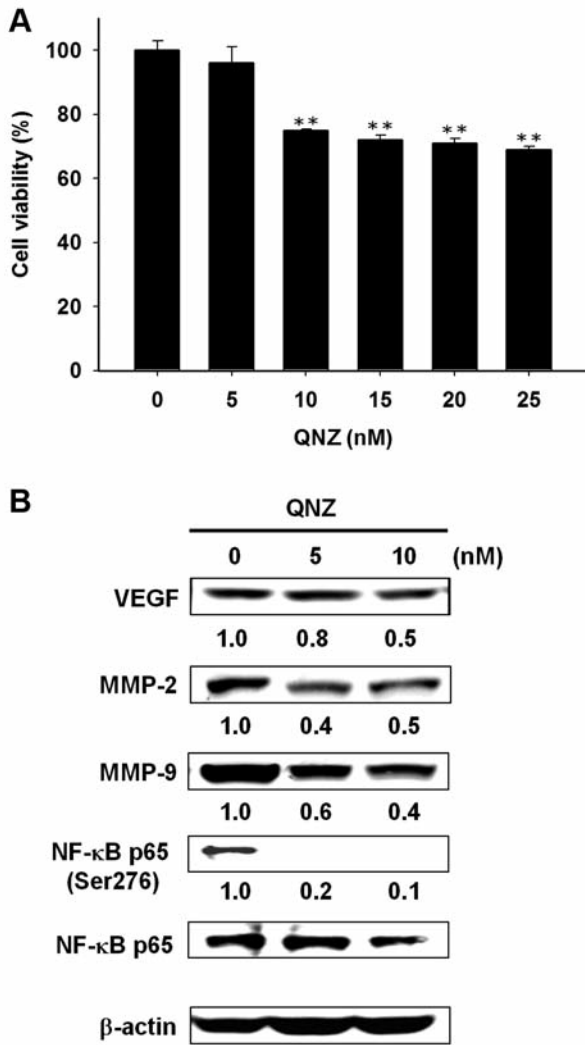 A
100
80
60
40
20
0
Cell viability (%)
** ** ** **
0 5 10 15 20 25
QNZ (nM)
B
QNZ
0 5 10 (nM)
VEGF
1.0 0.8 0.5
MMP-2
1.0 0.4 0.5
MMP-9
1.0 0.6 0.4
NF-κB p65
(Ser276)
1.0 0.2 0.1
NF-κB p65
β-actin